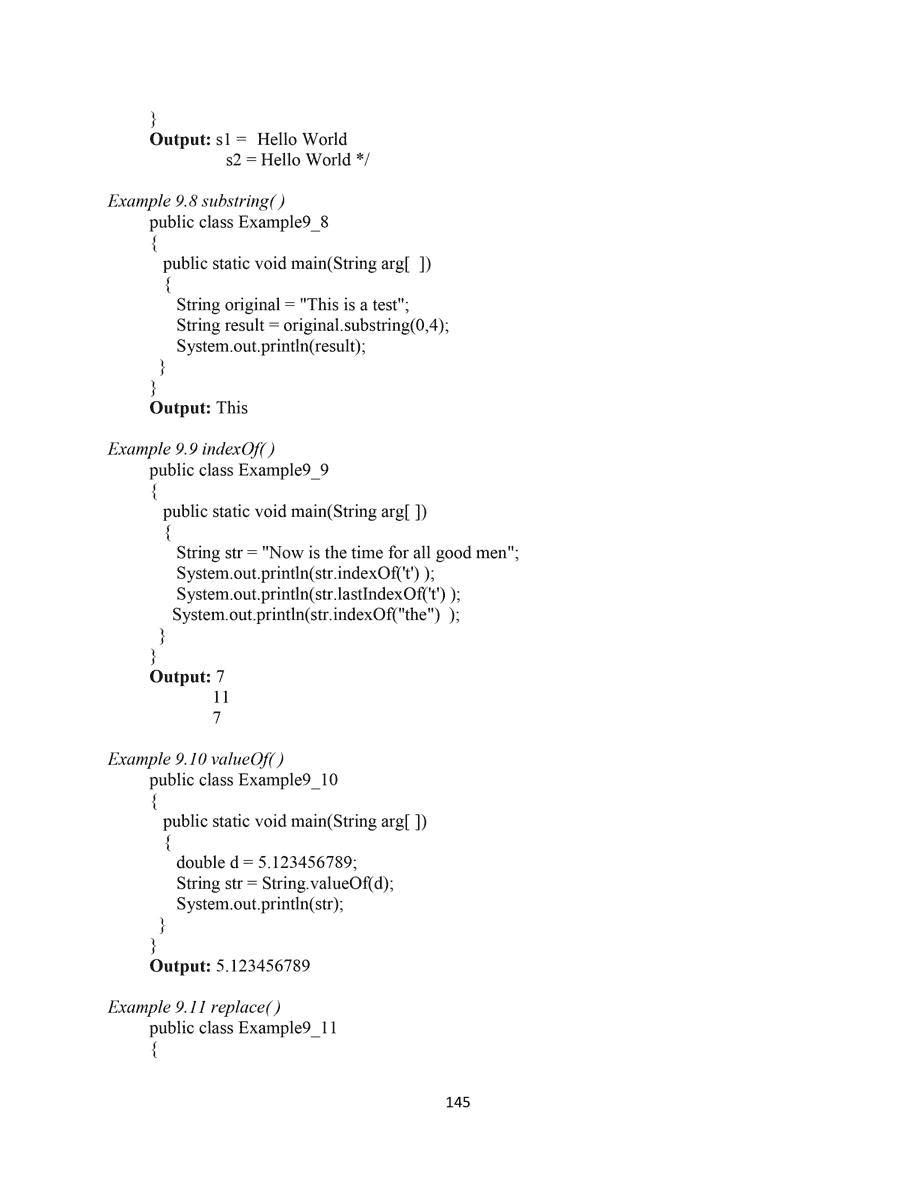 }
Output: s1 = Hello World
s2 = Hello World */
Example 9.8 substring( )
public class Example9_8
{
public static void main(String arg[ ])
{
String original = "This is a test";
String result = original.substring(0,4);
System.out.println(result);
}
}
Output: This
Example 9.9 indexOf( )
public class Example9_9
{
public static void main(String arg[ ])
{
String str = "Now is the time for all good men";
System.out.println(str.indexOf('t') );
System.out.println(str.lastIndexOf('t') );
System.out.println(str.indexOf("the") );
}
}
Output: 7
11
7
Example 9.10 valueOf( )
public class Example9_10
{
public static void main(String arg[ ])
{
double d = 5.123456789;
String str = String.valueOf(d);
System.out.println(str);
}
}
Output: 5.123456789
Example 9.11 replace( )
public class Example9_11
{
145